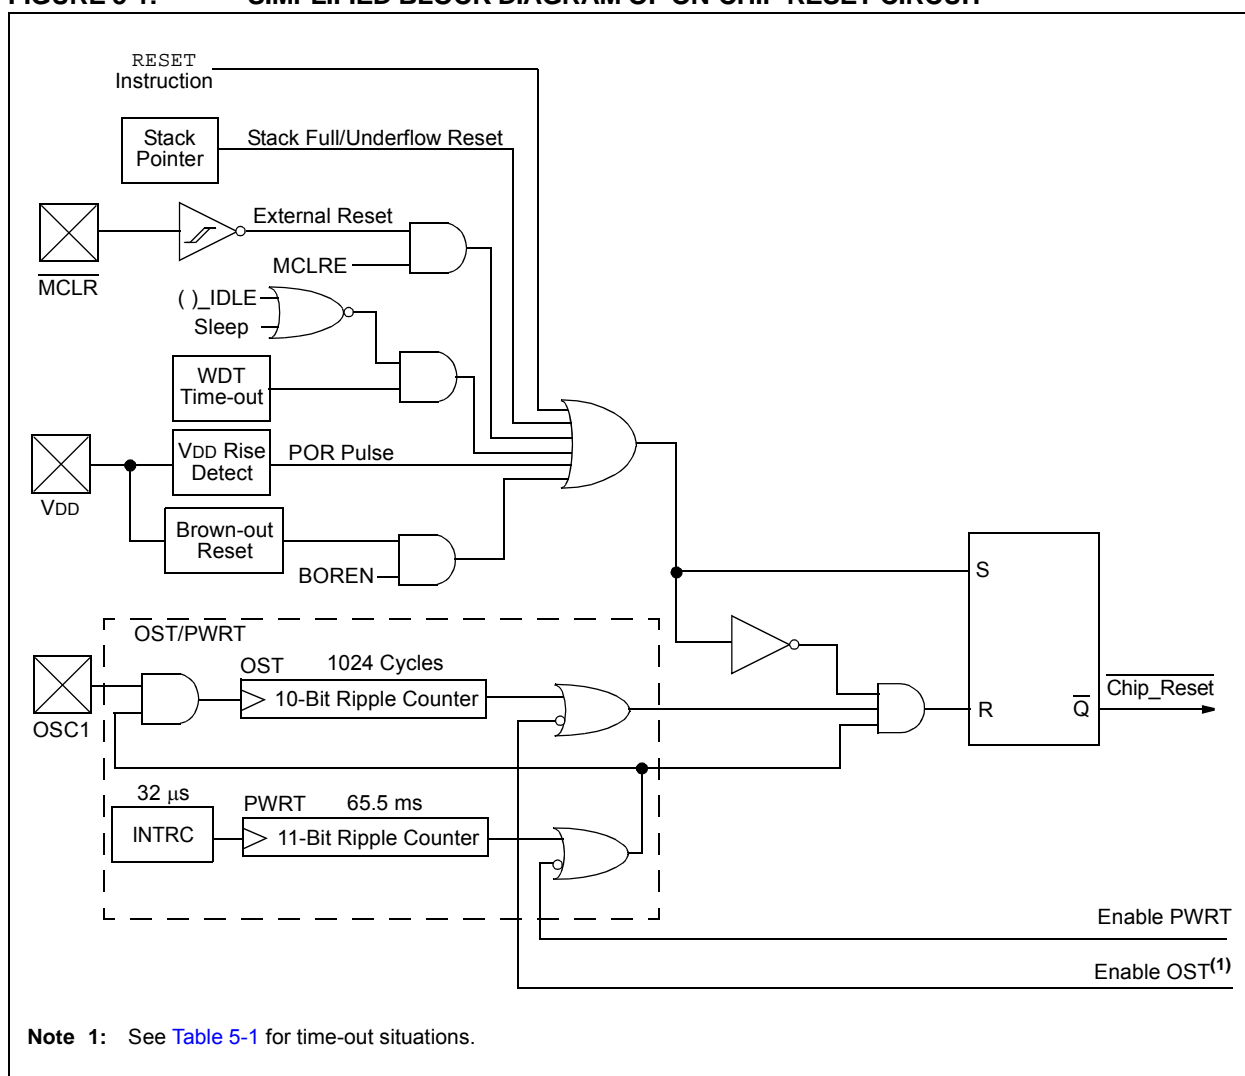 RESET
Instruction
Stack
Pointer
Stack Full/Underflow Reset
External Reset
MCLRE
MCLR
( )_IDLE
Sleep
WDT
Time-out
VDD Rise
Detect
POR Pulse
VDD
Brown-out
Reset
BOREN
S
OST/PWRT
OST
1024 Cycles
10-Bit Ripple Counter
OSC1
R
Q
Chip_Reset
32 μs
INTRC
PWRT
65.5 ms
11-Bit Ripple Counter
Enable PWRT
Enable OST(1)
Note 1: See Table 5-1 for time-out situations.